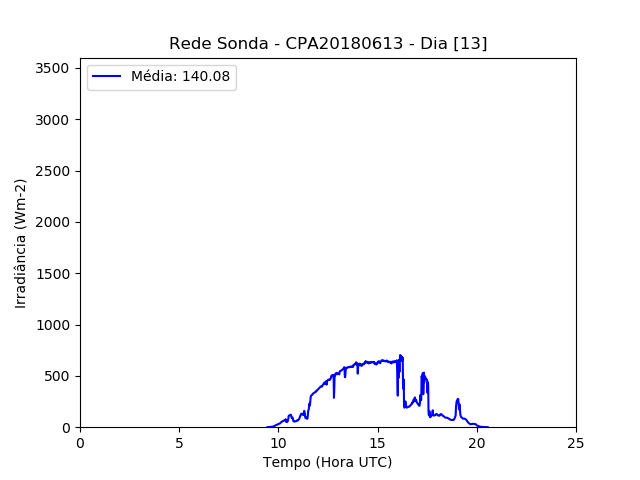 Rede Sonda - CPA20180613 - Dia [13]
Média: 140.08
Irradiância (Wm-2)
3500
3000
2500
2000
1500
1000
500
0
0 5 10 15 20 25
Tempo (Hora UTC)